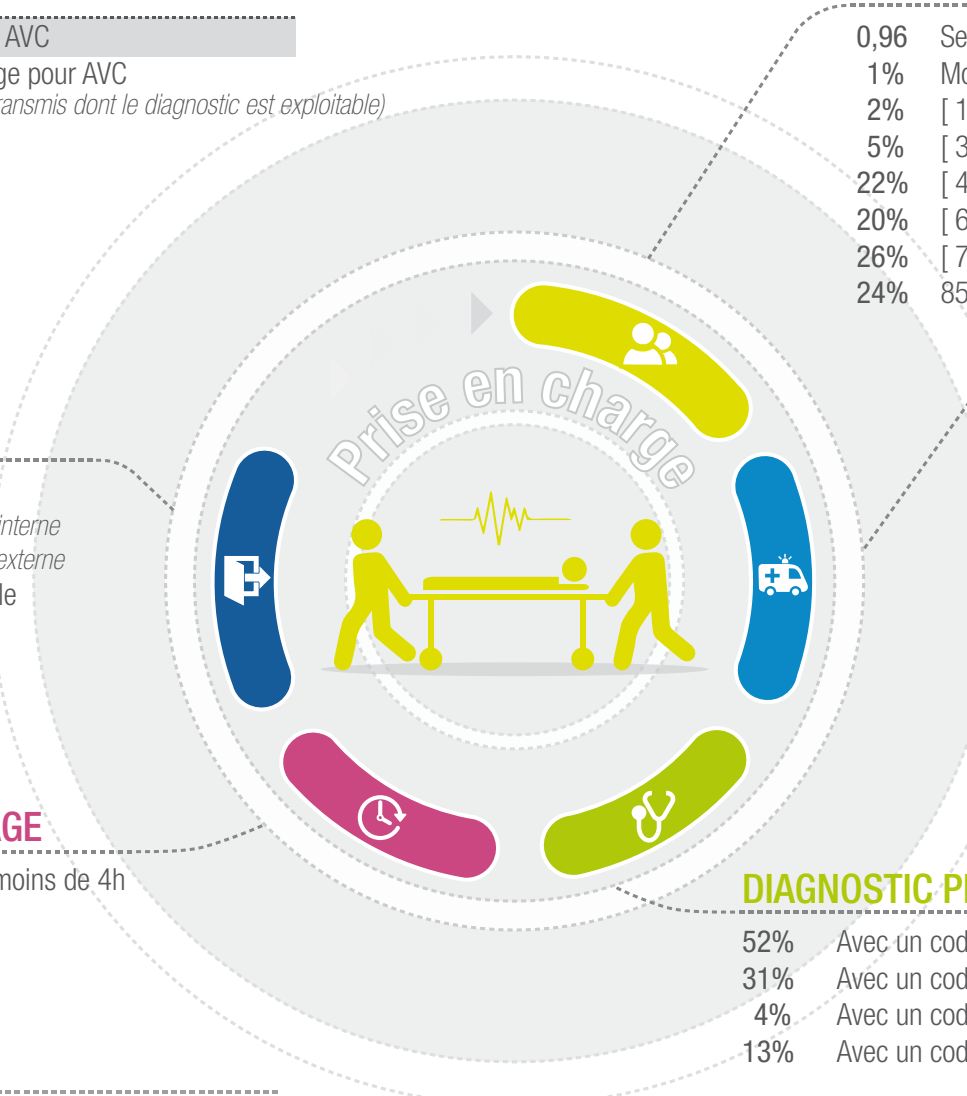 AVC
ge pour AVC
ransmis dont le diagnostic est exploitable)
0,96 Se
1% Mo
2% [ 1
5% [ 3
22% [ 4
20% [ 6
26% [ 7
24% 85
Prise en charge
interne
externe
le
AGE
moins de 4h
DIAGNOSTIC P
52% Avec un cod
31% Avec un cod
4% Avec un cod
13% Avec un cod